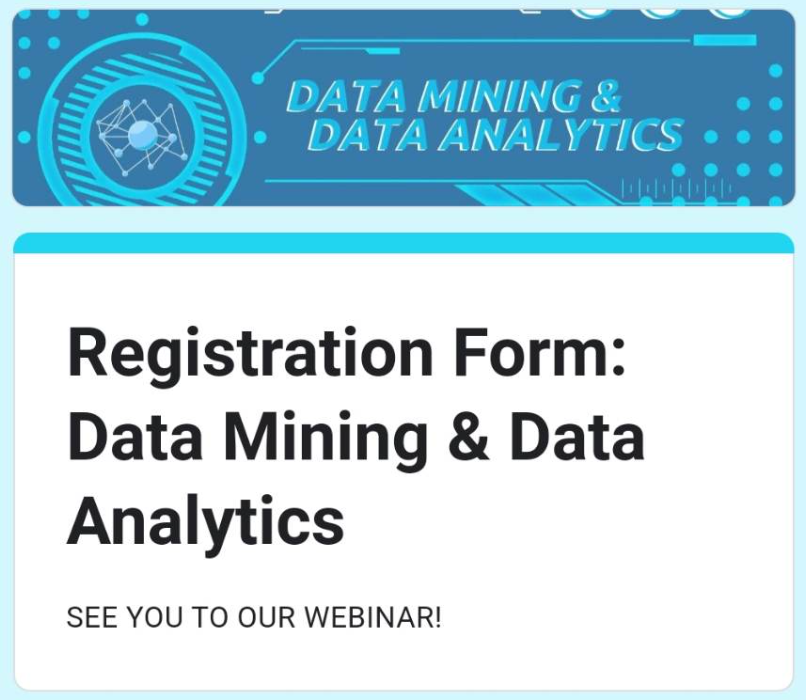 DATA MINING &
DATA ANALYTICS
Registration Form:
Data Mining & Data
Analytics
SEE YOU TO OUR WEBINAR!